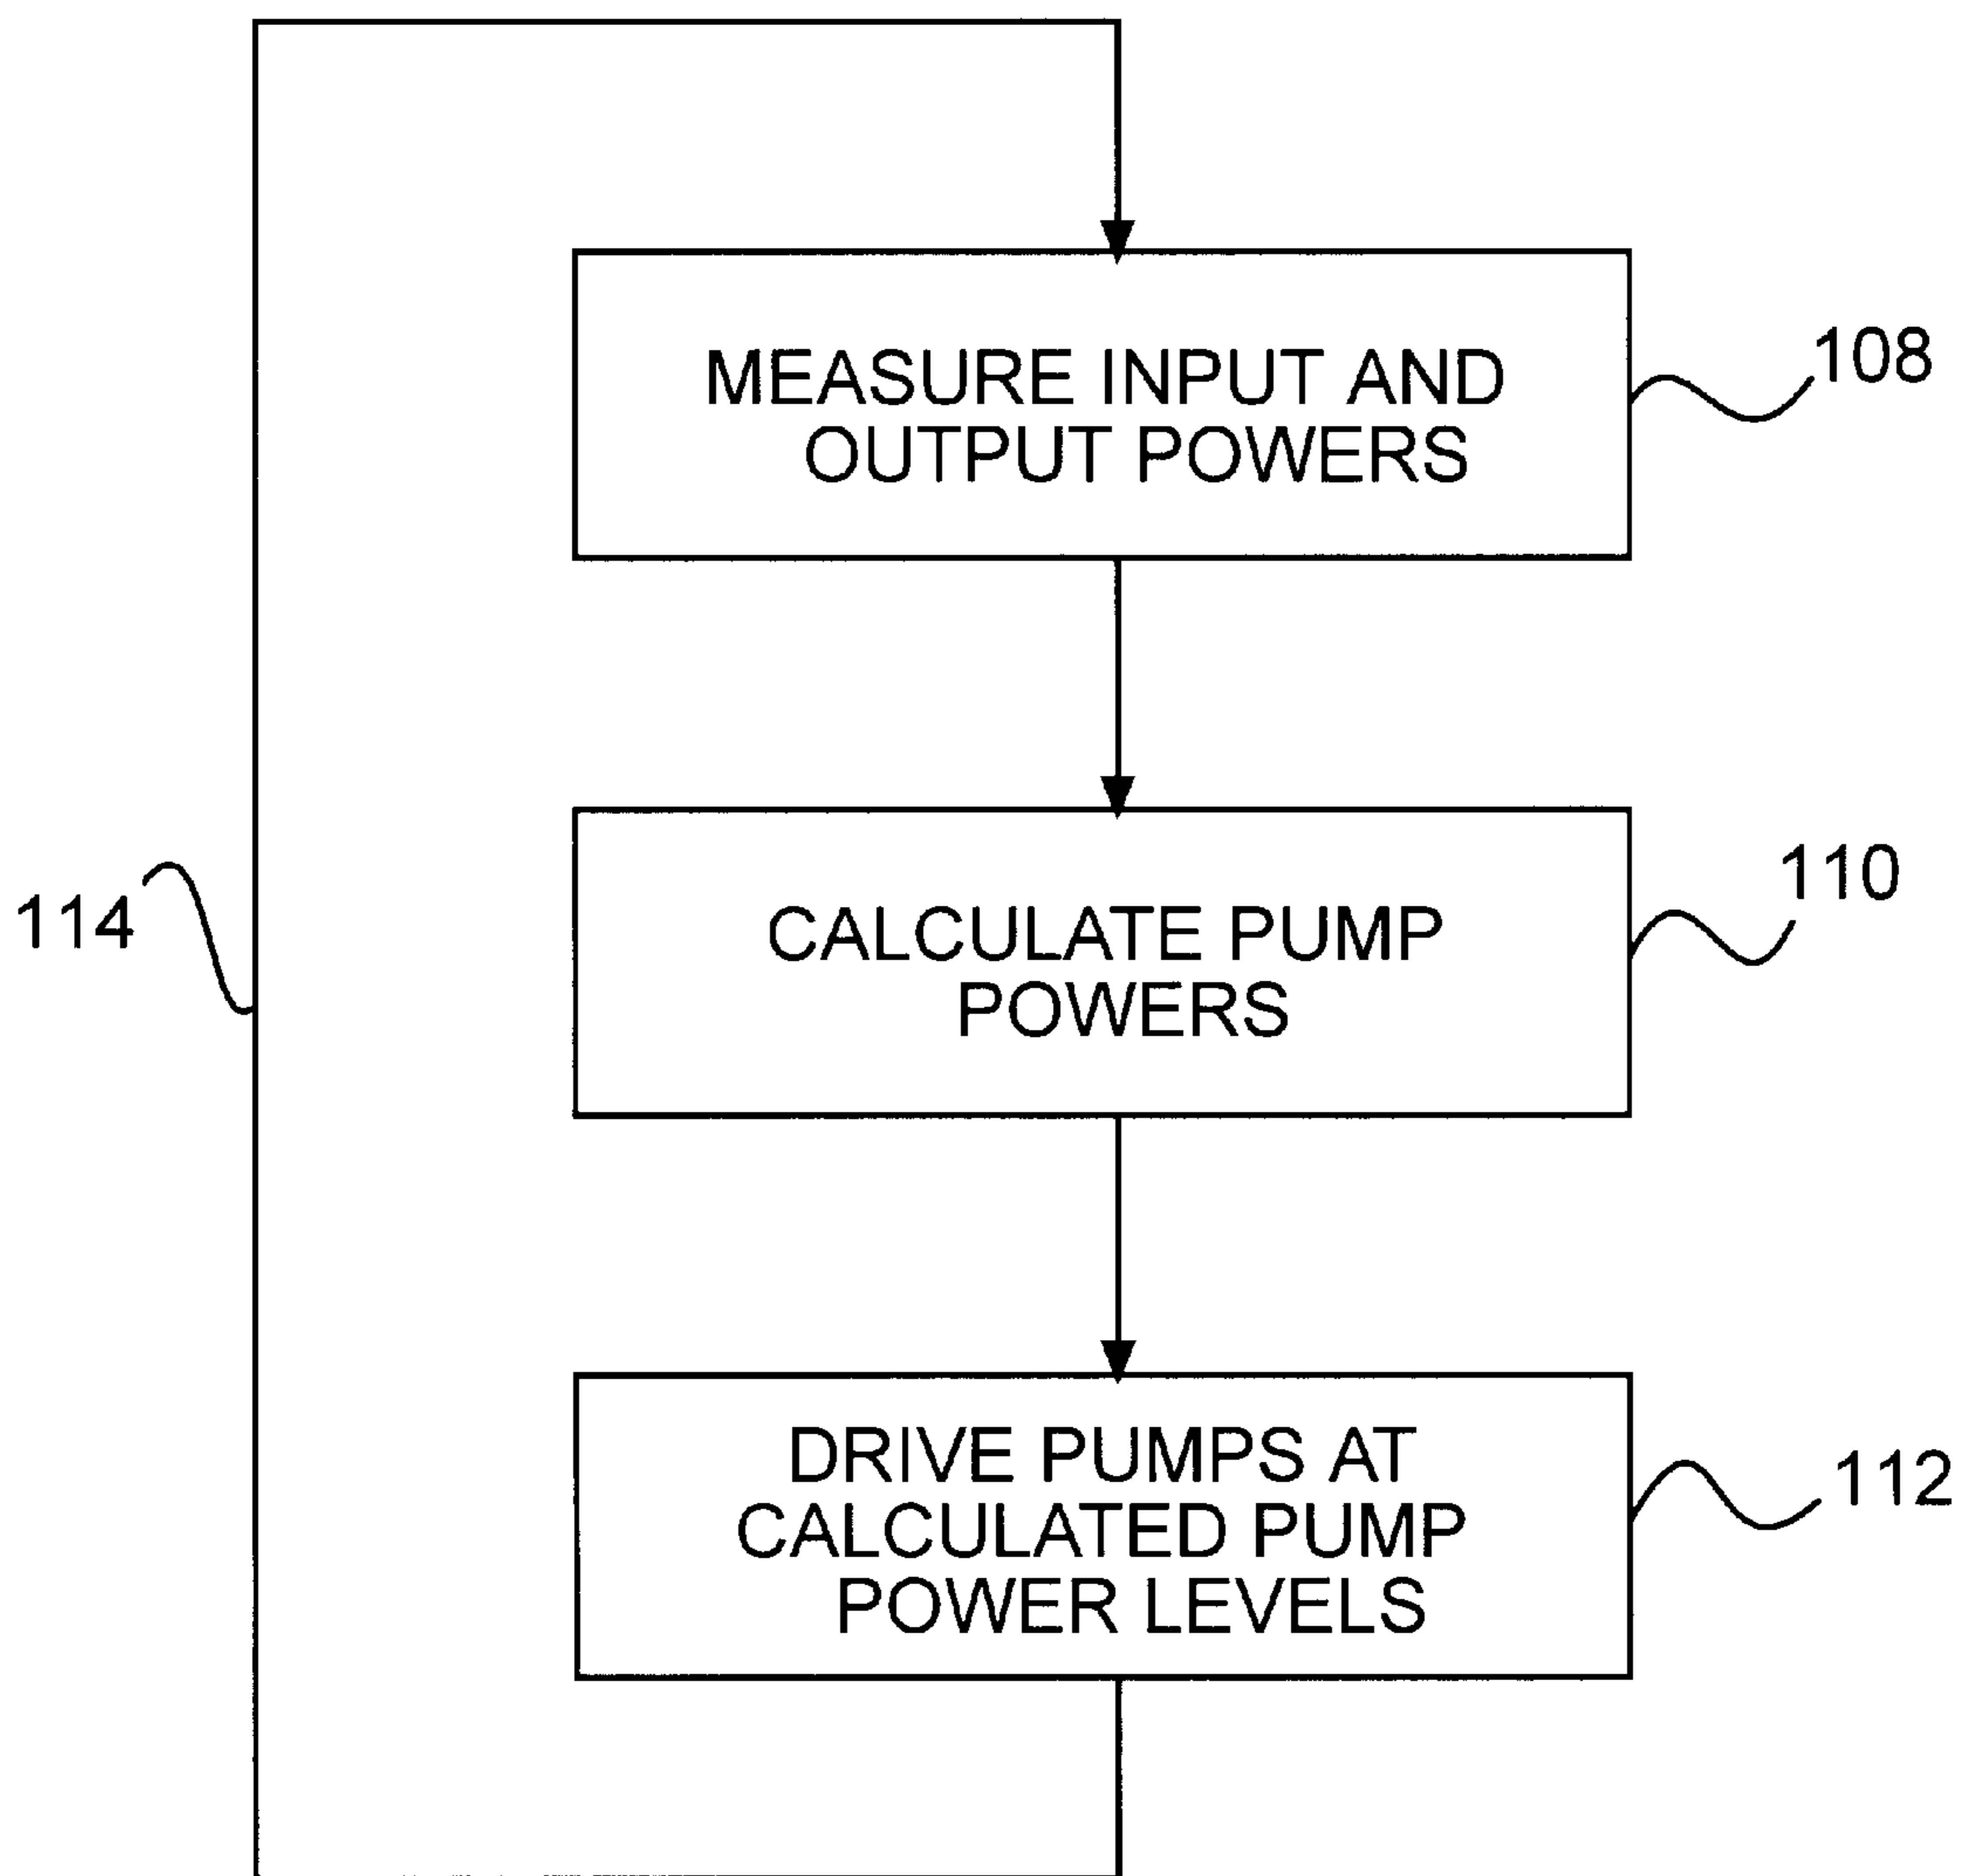 MEASURE INPUT AND
OUTPUT POWERS
108
CALCULATE PUMP
POWERS
110
114
DRIVE PUMPS AT
CALCULATED PUMP
POWER LEVELS
112